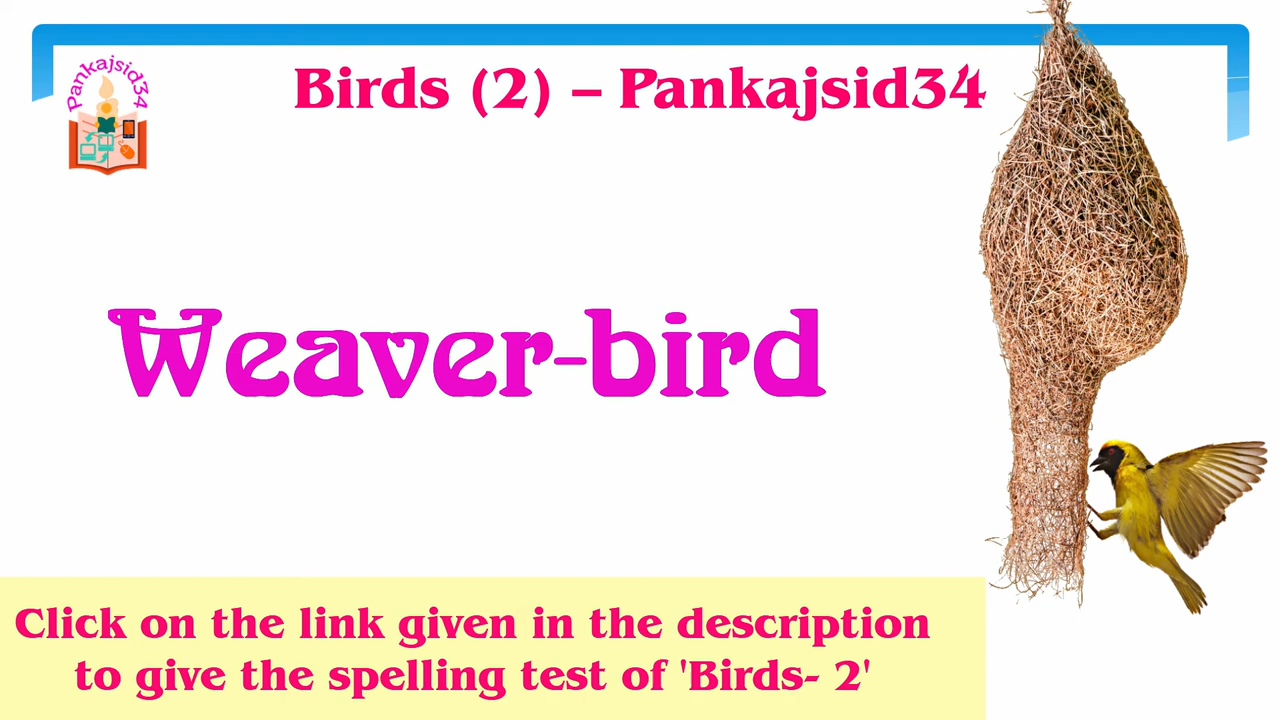 Pankajsid34
Birds (2) – Pankajsid34
Weaver-bird
Click on the link given in the description
to give the spelling test of 'Birds- 2'